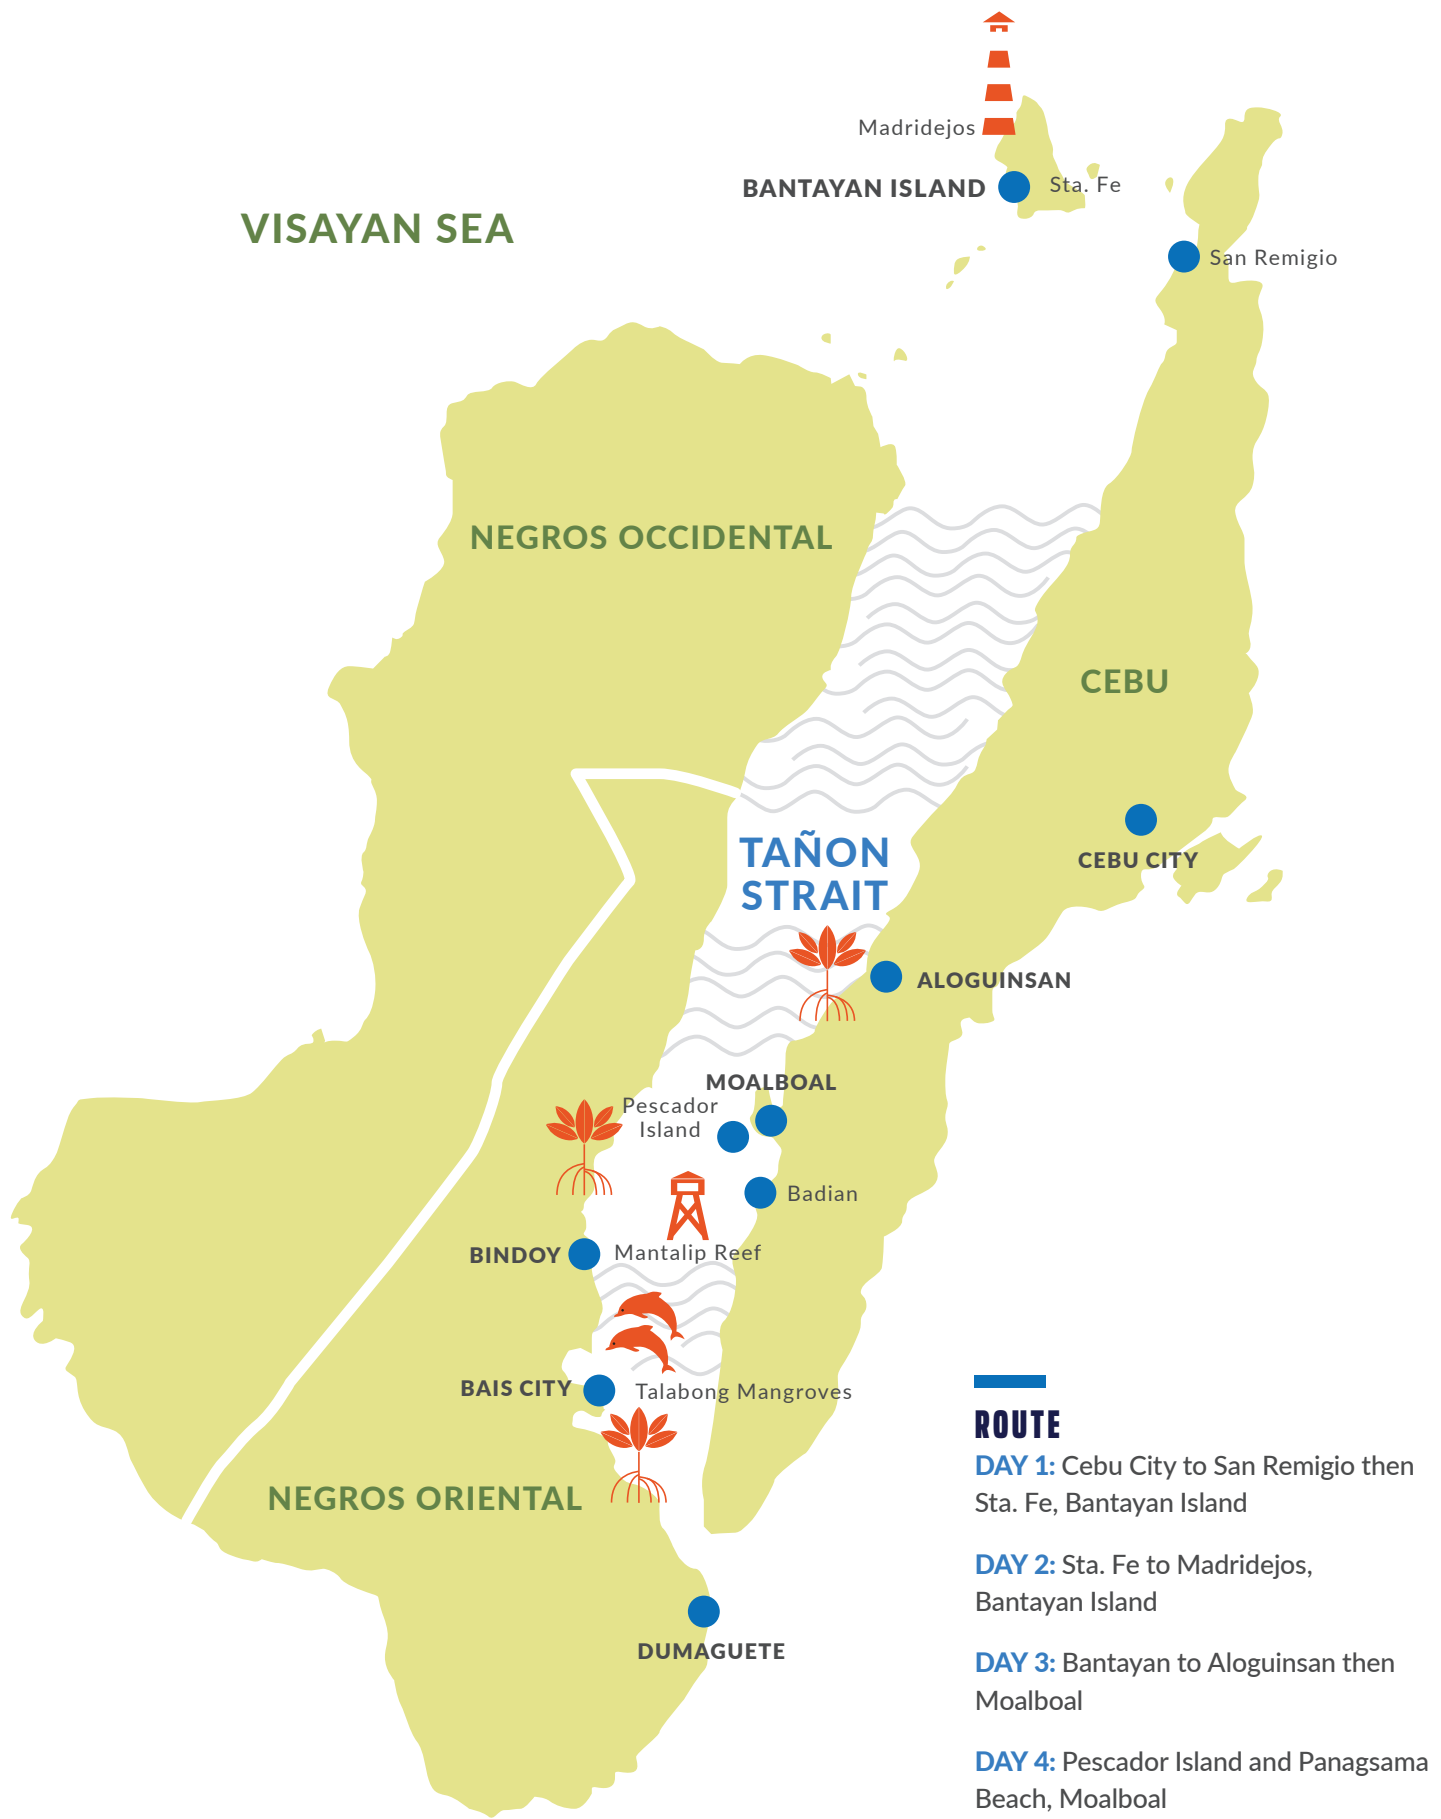 Madridejos
BANTAYAN ISLAND
Sta. Fe
VISAYAN SEA
San Remigio
NEGROS OCCIDENTAL
CEBU
TAÑON
STRAIT
CEBU CITY
ALOGUINSAN
MOALBOAL
Pescador
Island
Badian
BINDOY
Mantalip Reef
BAIS CITY
Talabong Mangroves
NEGROS ORIENTAL
DUMAGUETE
ROUTE
DAY 1: Cebu City to San Remigio then
Sta. Fe, Bantayan Island
DAY 2: Sta. Fe to Madridejos,
Bantayan Island
DAY 3: Bantayan to Aloguinsan then
Moalboal
DAY 4: Pescador Island and Panagsama
Beach, Moalboal